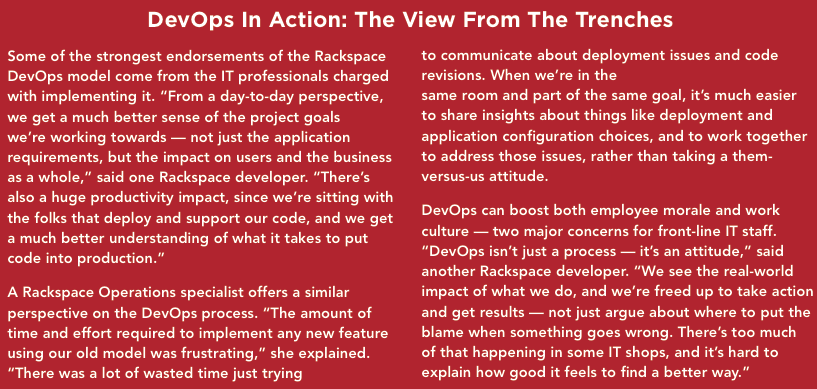 DevOps In Action: The View From The Trenches
Some of the strongest endorsements of the Rackspace
DevOps model come from the IT professionals charged
with implementing it. “From a day-to-day perspective,
we get a much better sense of the project goals
we’re working towards — not just the application
requirements, but the impact on users and the business
as a whole,” said one Rackspace developer. “There’s
also a huge productivity impact, since we’re sitting with
the folks that deploy and support our code, and we get
a much better understanding of what it takes to put
code into production.”
A Rackspace Operations specialist offers a similar
perspective on the DevOps process. “The amount of
time and effort required to implement any new feature
using our old model was frustrating,” she explained.
“There was a lot of wasted time just trying
to communicate about deployment issues and code
revisions. When we’re in the
same room and part of the same goal, it’s much easier
to share insights about things like deployment and
application configuration choices, and to work together
to address those issues, rather than taking a them-
versus-us attitude.
DevOps can boost both employee morale and work
culture — two major concerns for front-line IT staff.
“DevOps isn’t just a process — it’s an attitude,” said
another Rackspace developer. “We see the real-world
impact of what we do, and we’re freed up to take action
and get results — not just argue about where to put the
blame when something goes wrong. There’s too much
of that happening in some IT shops, and it’s hard to
explain how good it feels to find a better way.”